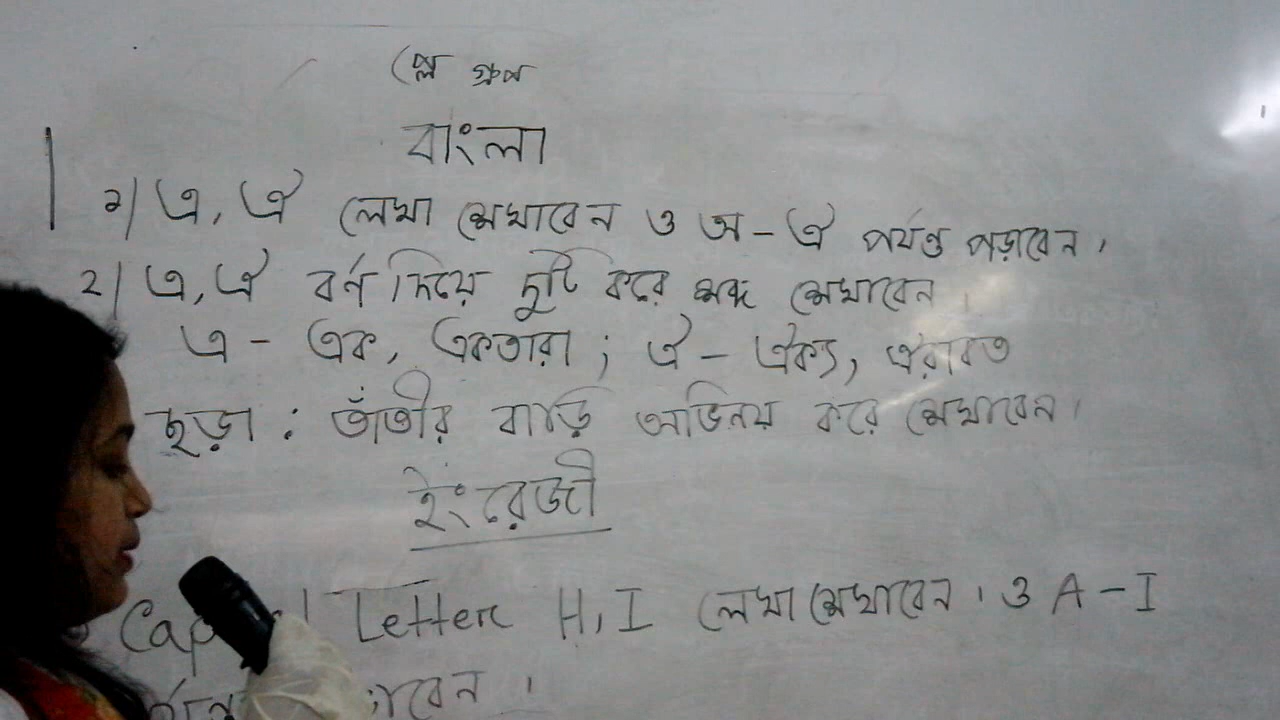 প্লে গ্রুপ
বাংলা
১) এ, ঐ লেখা শেখাবেন ও অ - ঐ পর্যন্ত পড়াবেন।
২) এ, ঐ বর্ণ দিয়ে দুটি করে শব্দ শেখাবেন।
এ - এক, একতারা ; ঐ - ঐক্য, ঐরাবত
ছড়া : তাঁতীর বাড়ি অভিনয় করে শেখাবেন।
ইংরেজী
Letter H, I লেখা শেখাবেন। ও A - I